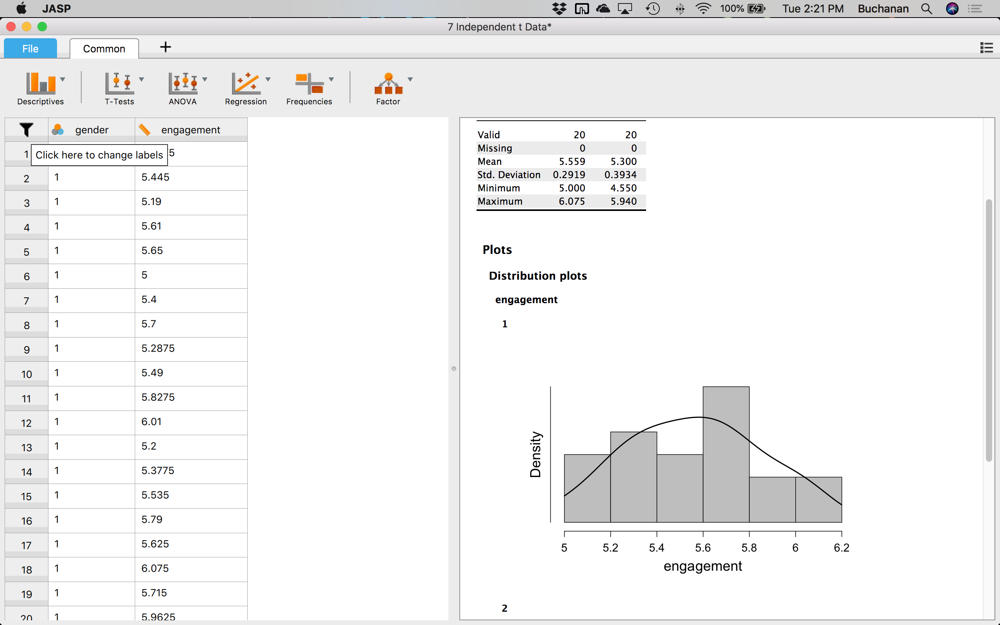 JASP 100% Tue 2:21 PM Buchanan
7 Independent t Data*
File Common +
Descriptives T-Tests ANOVA Regression Frequencies Factor
gender engagement
1 5
Click here to change labels
2 1 5.445
3 1 5.19
4 1 5.61
5 1 5.65
6 1 5
7 1 5.4
8 1 5.7
9 1 5.2875
10 1 5.49
11 1 5.8275
12 1 6.01
13 1 5.2
14 1 5.3775
15 1 5.535
16 1 5.79
17 1 5.625
18 1 6.075
19 1 5.715
20 1 5.9625
Valid 20 20
Missing 0 0
Mean 5.559 5.300
Std. Deviation 0.2919 0.3934
Minimum 5.000 4.550
Maximum 6.075 5.940
Plots
Distribution plots
engagement
1
Density
5 5.2 5.4 5.6 5.8 6 6.2
engagement
2